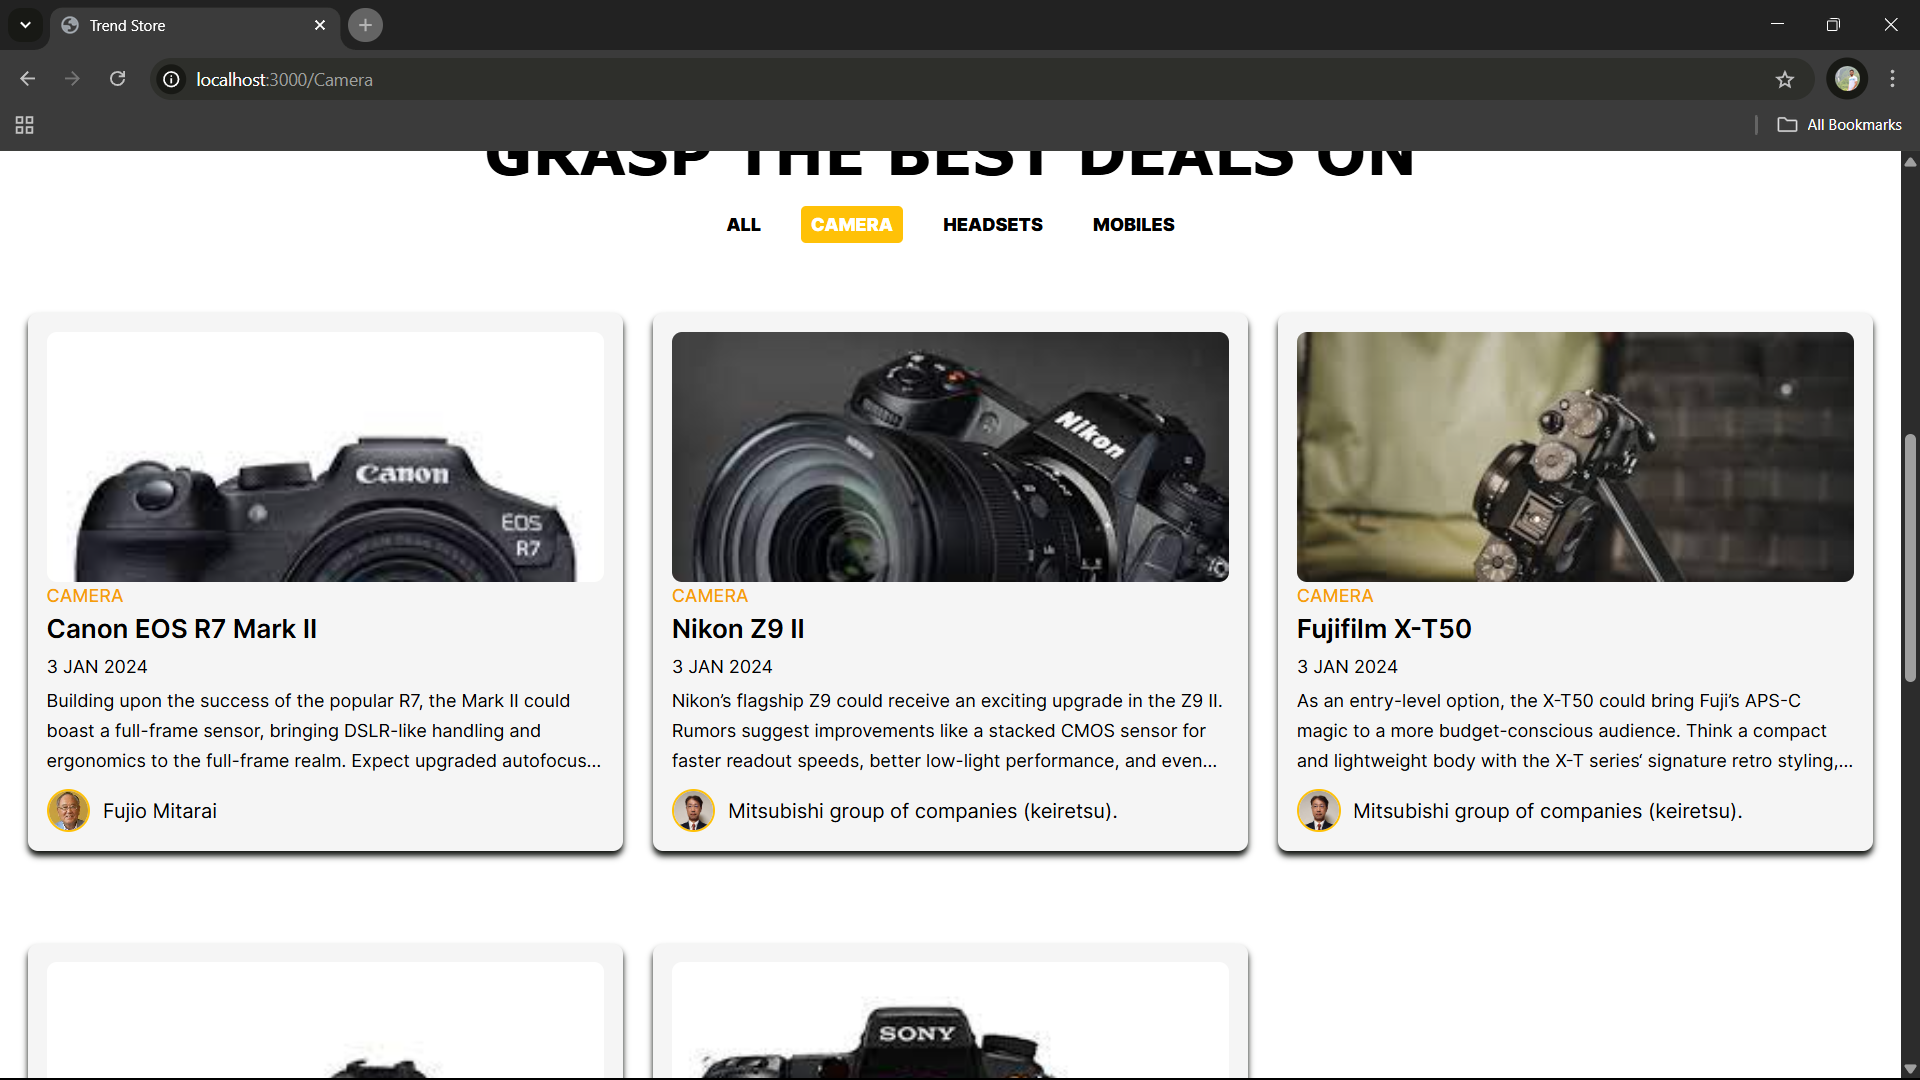 Trend Store
localhost:3000/Camera
All Bookmarks
GRASP THE BEST DEALS ON
ALL CAMERA HEADSETS MOBILES
Canon
EOS
R7
CAMERA
Canon EOS R7 Mark II
3 JAN 2024
Building upon the success of the popular R7, the Mark II could
boast a full-frame sensor, bringing DSLR-like handling and
ergonomics to the full-frame realm. Expect upgraded autofocus...
Fujio Mitarai
Nikon
CAMERA
Nikon Z9 II
3 JAN 2024
Nikon’s flagship Z9 could receive an exciting upgrade in the Z9 II.
Rumors suggest improvements like a stacked CMOS sensor for
faster readout speeds, better low-light performance, and even...
Mitsubishi group of companies (keiretsu).
CAMERA
Fujifilm X-T50
3 JAN 2024
As an entry-level option, the X-T50 could bring Fuji’s APS-C
magic to a more budget-conscious audience. Think a compact
and lightweight body with the X-T series‘ signature retro styling,...
Mitsubishi group of companies (keiretsu).
SONY